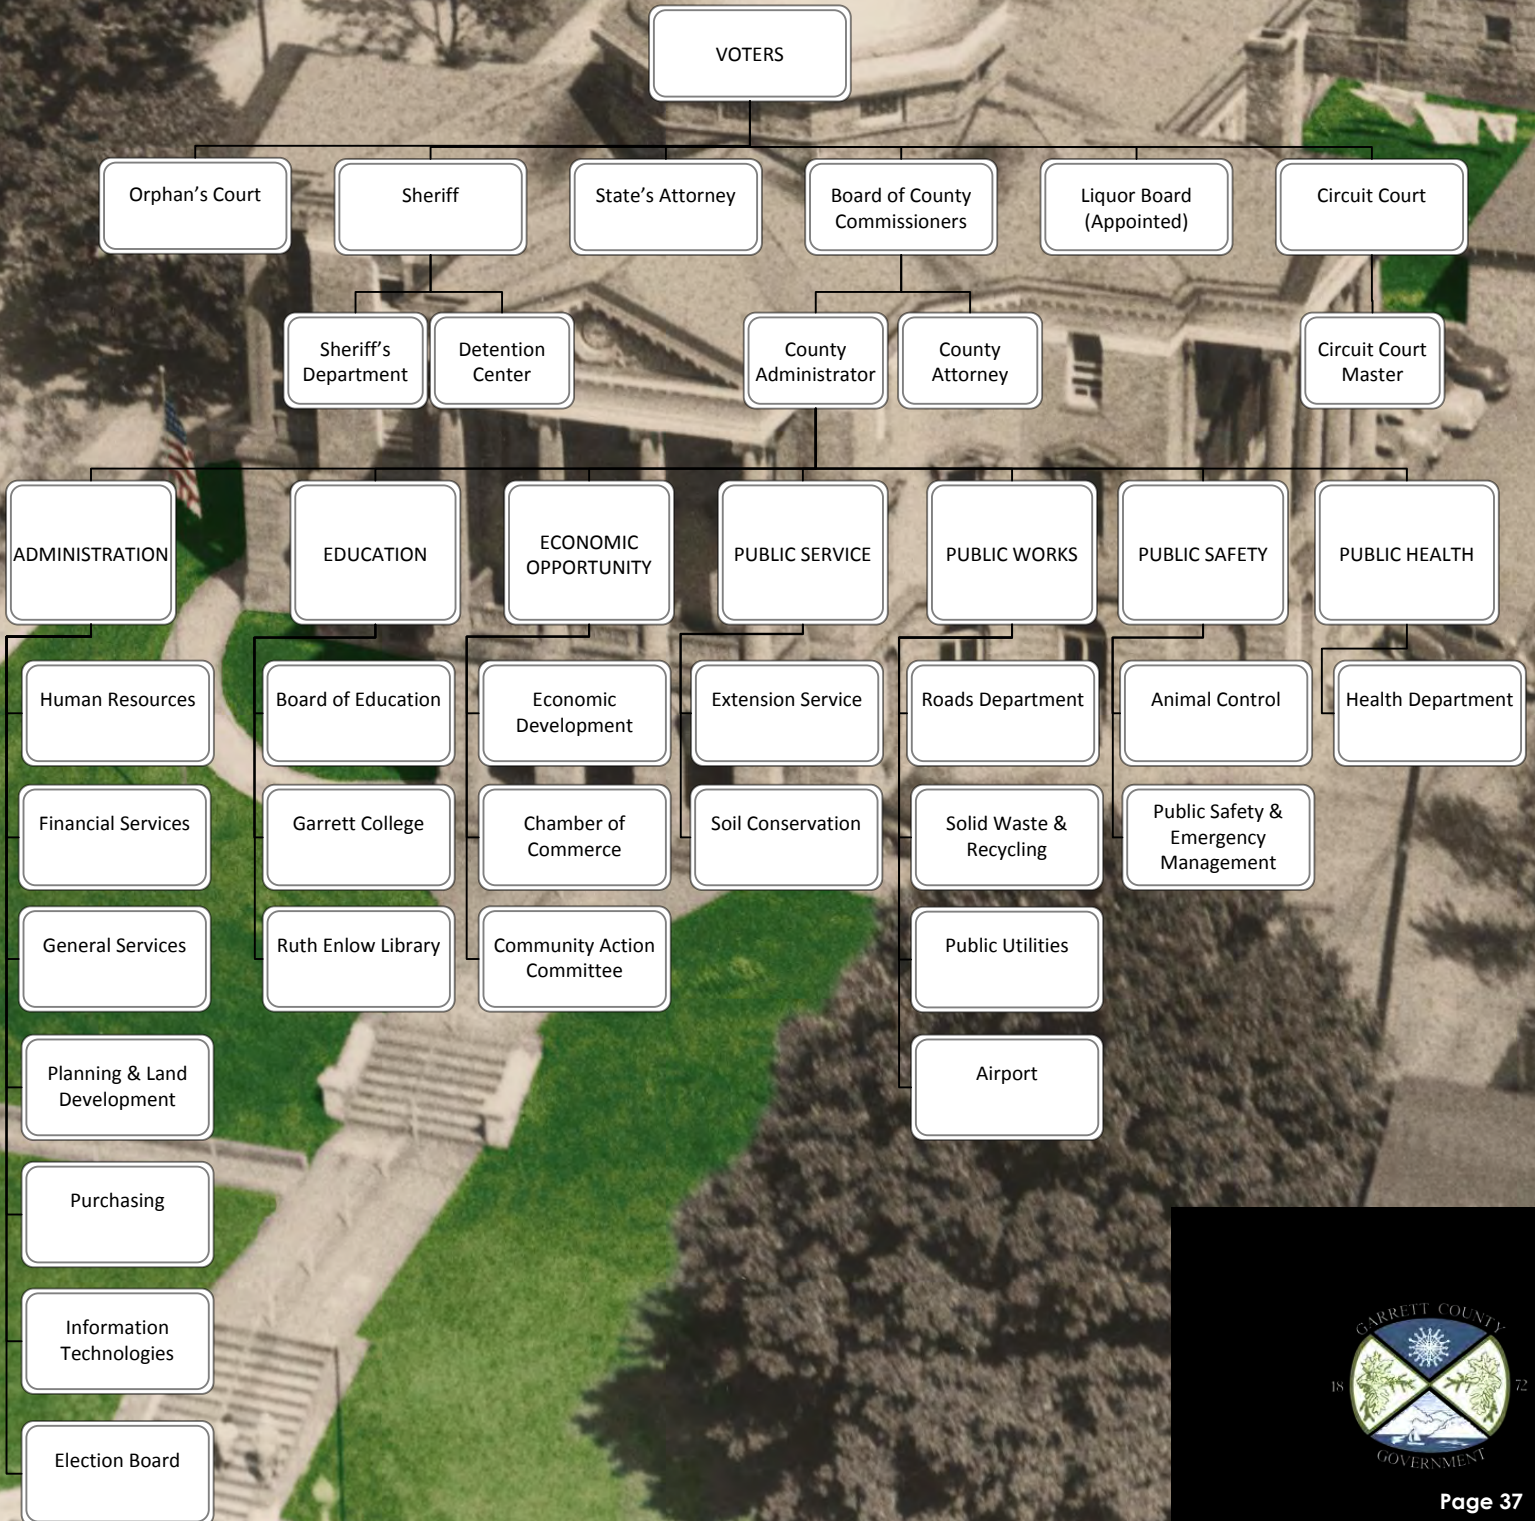 VOTERS
Orphan's Court
Sheriff
State's Attorney
Board of County
Commissioners
Liquor Board
(Appointed)
Circuit Court
Sheriff's
Department
Detention
Center
County
Administrator
County
Attorney
Circuit Court
Master
ADMINISTRATION
EDUCATION
ECONOMIC
OPPORTUNITY
PUBLIC SERVICE
PUBLIC WORKS
PUBLIC SAFETY
PUBLIC HEALTH
Human Resources
Board of Education
Economic
Development
Extension Service
Roads Department
Animal Control
Health Department
Financial Services
Garrett College
Chamber of
Commerce
Soil Conservation
Solid Waste &
Recycling
Public Safety &
Emergency
Management
General Services
Ruth Enlow Library
Community Action
Committee
Public Utilities
Planning & Land
Development
Airport
Purchasing
Information
Technologies
Election Board
GARRETT COUNTY
18 72
GOVERNMENT
Page 37